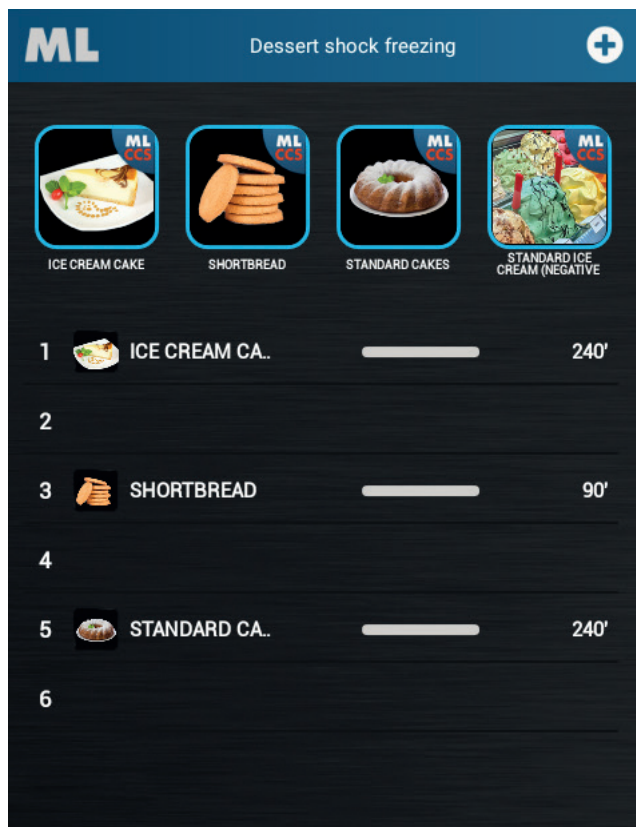 ML
Dessert shock freezing
ML
CCS
ML
CCS
ML
CCS
ML
CCS
ICE CREAM CAKE
SHORTBREAD
STANDARD CAKES
STANDARD ICE
CREAM (NEGATIVE
1 ICE CREAM CA.. 240'
2
3 SHORTBREAD 90'
4
5 STANDARD CA.. 240'
6